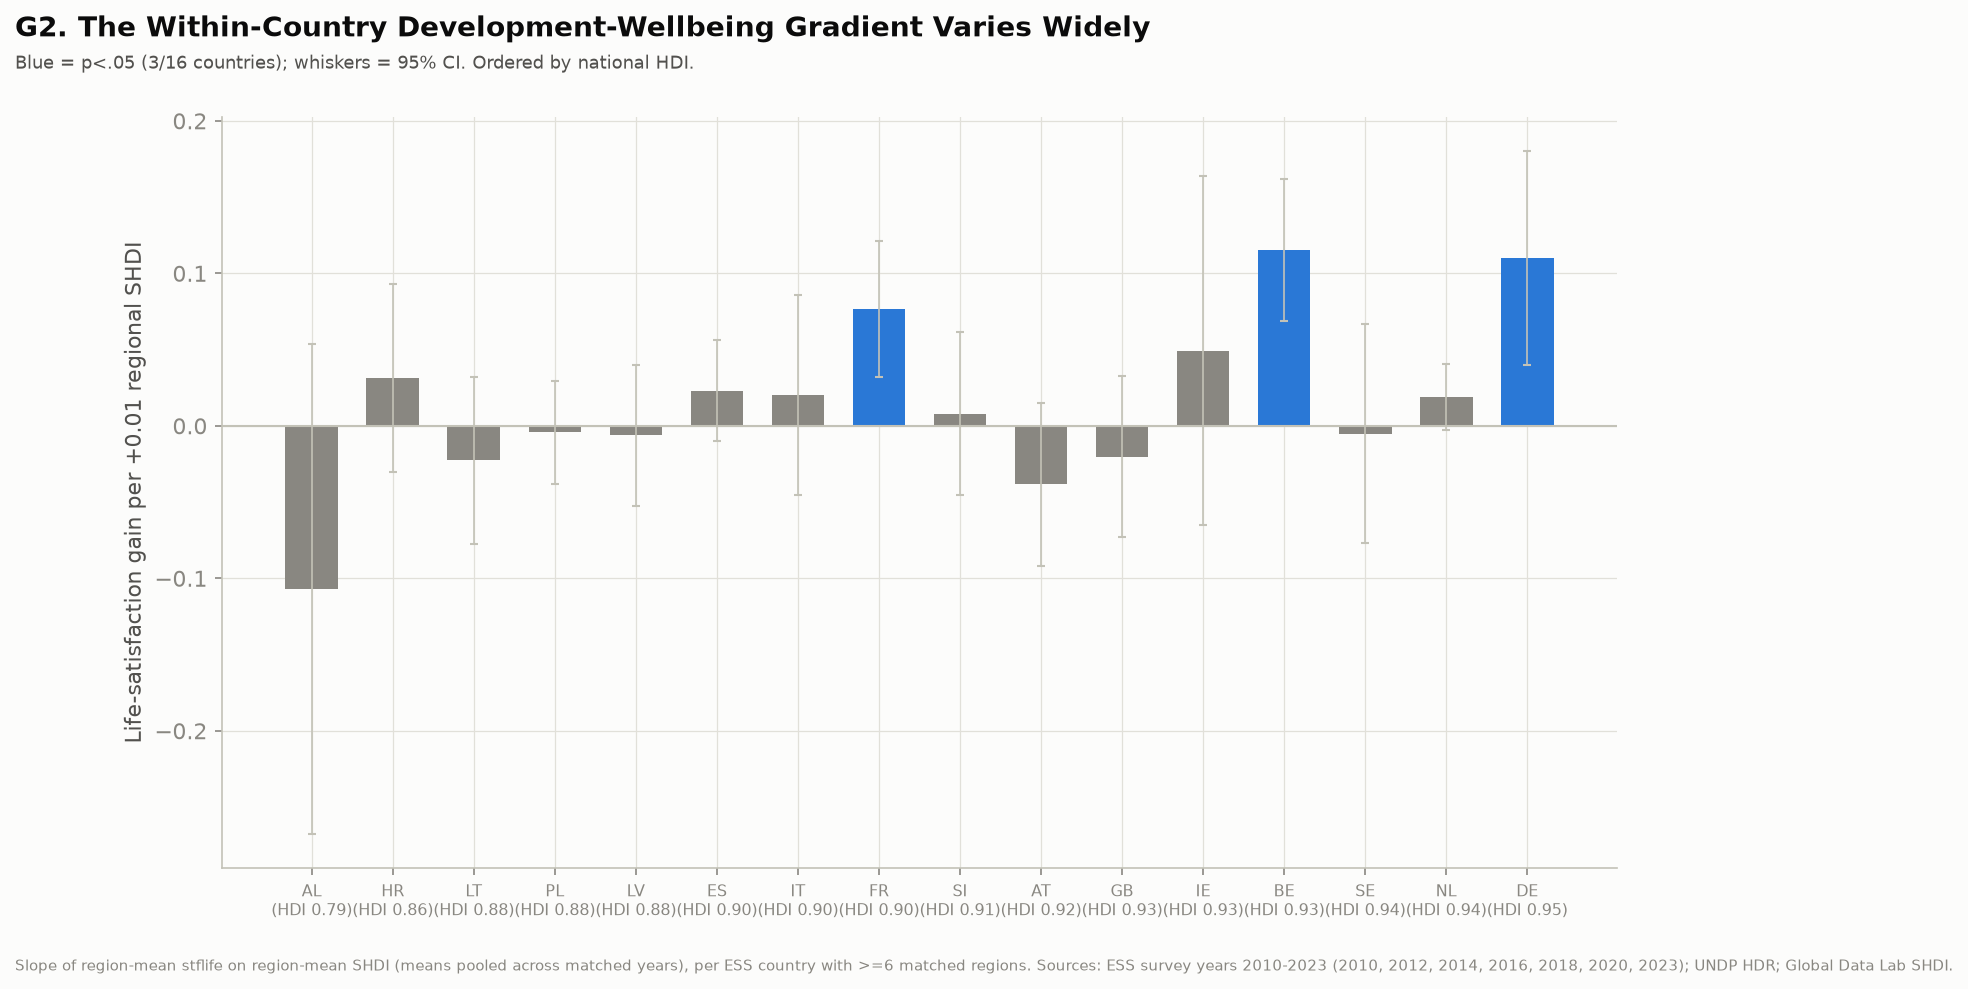 G2. The Within-Country Development-Wellbeing Gradient Varies Widely
Blue = p<.05 (3/16 countries); whiskers = 95% CI. Ordered by national HDI.
Life-satisfaction gain per +0.01 regional SHDI
0.2
0.1
0.0
−0.1
−0.2
AL HR LT PL LV ES IT FR SI AT GB IE BE SE NL DE
(HDI 0.79)(HDI 0.86)(HDI 0.88)(HDI 0.88)(HDI 0.88)(HDI 0.90)(HDI 0.90)(HDI 0.90)(HDI 0.91)(HDI 0.92)(HDI 0.93)(HDI 0.93)(HDI 0.93)(HDI 0.94)(HDI 0.94)(HDI 0.95)
Slope of region-mean stflife on region-mean SHDI (means pooled across matched years), per ESS country with >=6 matched regions. Sources: ESS survey years 2010-2023 (2010, 2012, 2014, 2016, 2018, 2020, 2023); UNDP HDR; Global Data Lab SHDI.